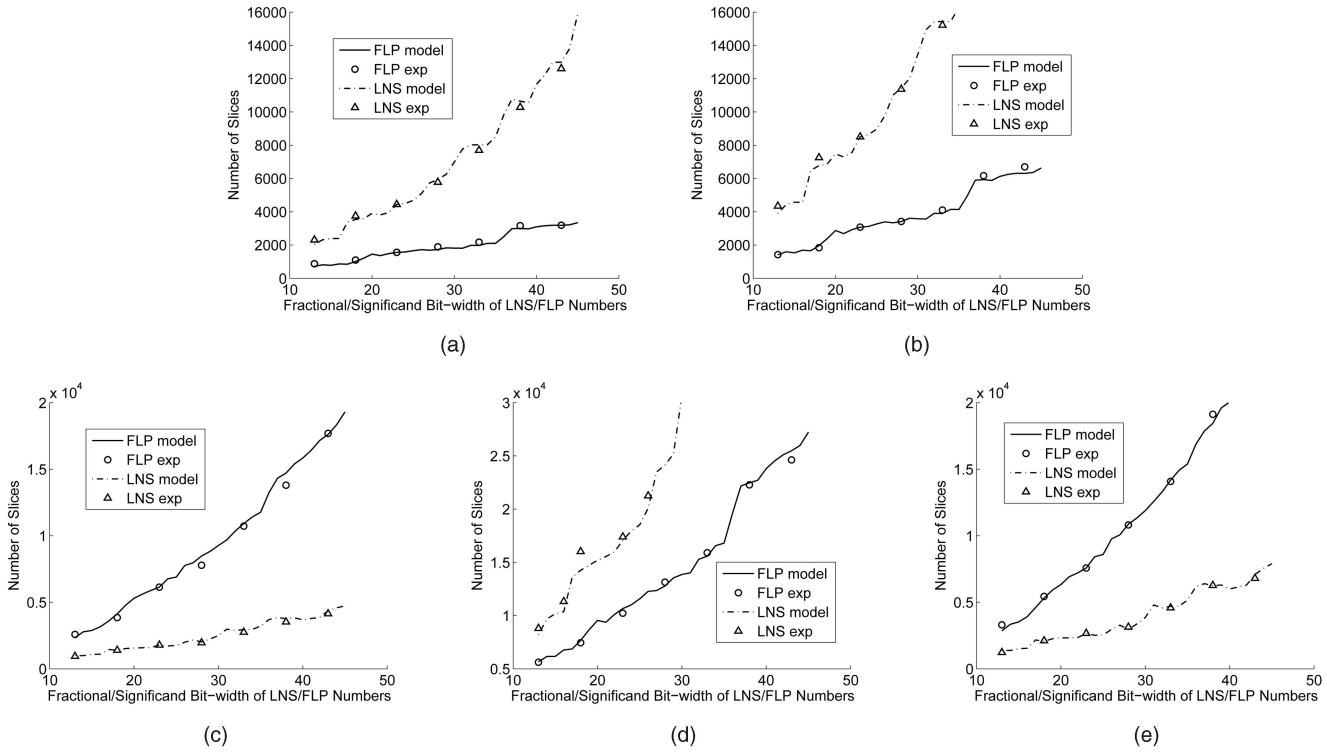 16000
14000
12000
10000
8000
6000
4000
2000
0
10
20
30
40
50
Number of Slices
Fractional/Significand Bit-width of LNS/FLP Numbers
FLP model
FLP exp
LNS model
LNS exp
(a)
16000
14000
12000
10000
8000
6000
4000
2000
0
10
20
30
40
50
Number of Slices
Fractional/Significand Bit-width of LNS/FLP Numbers
FLP model
FLP exp
LNS model
LNS exp
(b)
x 10^4
2
1.5
1
0.5
0
10
20
30
40
50
Number of Slices
Fractional/Significand Bit-width of LNS/FLP Numbers
FLP model
FLP exp
LNS model
LNS exp
(c)
x 10^4
3
2.5
2
1.5
1
0.5
10
20
30
40
50
Number of Slices
Fractional/Significand Bit-width of LNS/FLP Numbers
FLP model
FLP exp
LNS model
LNS exp
(d)
x 10^4
2
1.5
1
0.5
0
10
20
30
40
50
Number of Slices
Fractional/Significand Bit-width of LNS/FLP Numbers
FLP model
FLP exp
LNS model
LNS exp
(e)